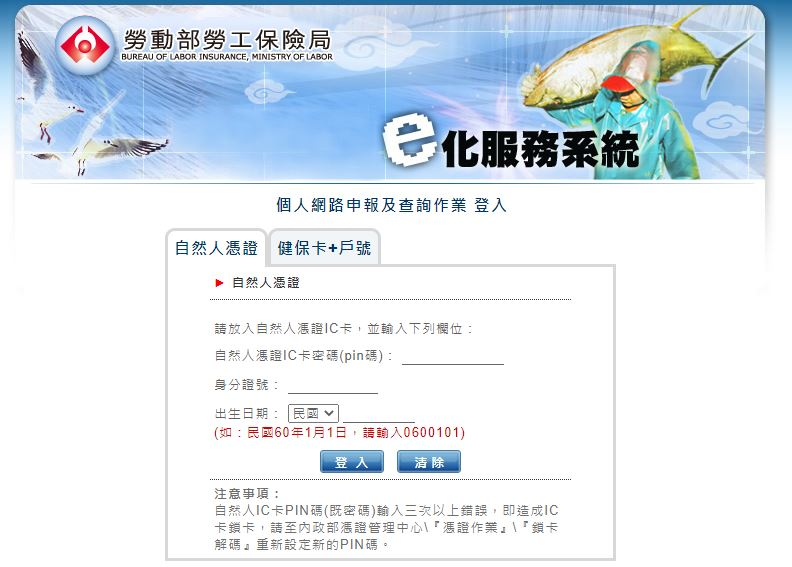 勞動部勞工保險局
BUREAU OF LABOR INSURANCE, MINISTRY OF LABOR
e化服務系統
個人網路申報及查詢作業 登入
自然人憑證 健保卡+戶號
► 自然人憑證
請放入自然人憑證IC卡，並輸入下列欄位：
自然人憑證IC卡密碼(pin碼)：
身分證號：
出生日期： 民國
(如：民國60年1月1日，請輸入0600101)
登 入 清 除
注意事項：
自然人IC卡PIN碼(既密碼)輸入三次以上錯誤，即造成IC
卡鎖卡，請至內政部憑證管理中心\『憑證作業』\『鎖卡
解碼』重新設定新的PIN碼。